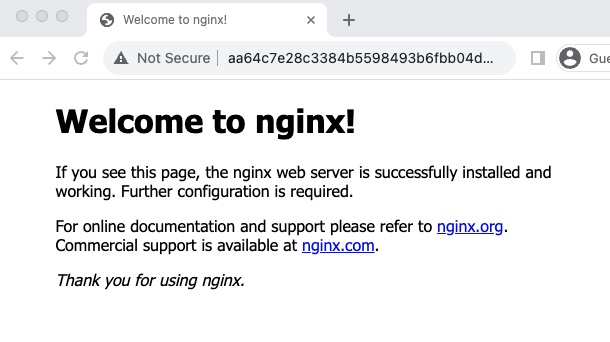 Welcome to nginx!
Not Secure | aa64c7e28c3384b5598493b6fbb04d...
Gue
Welcome to nginx!
If you see this page, the nginx web server is successfully installed and
working. Further configuration is required.
For online documentation and support please refer to nginx.org.
Commercial support is available at nginx.com.
Thank you for using nginx.